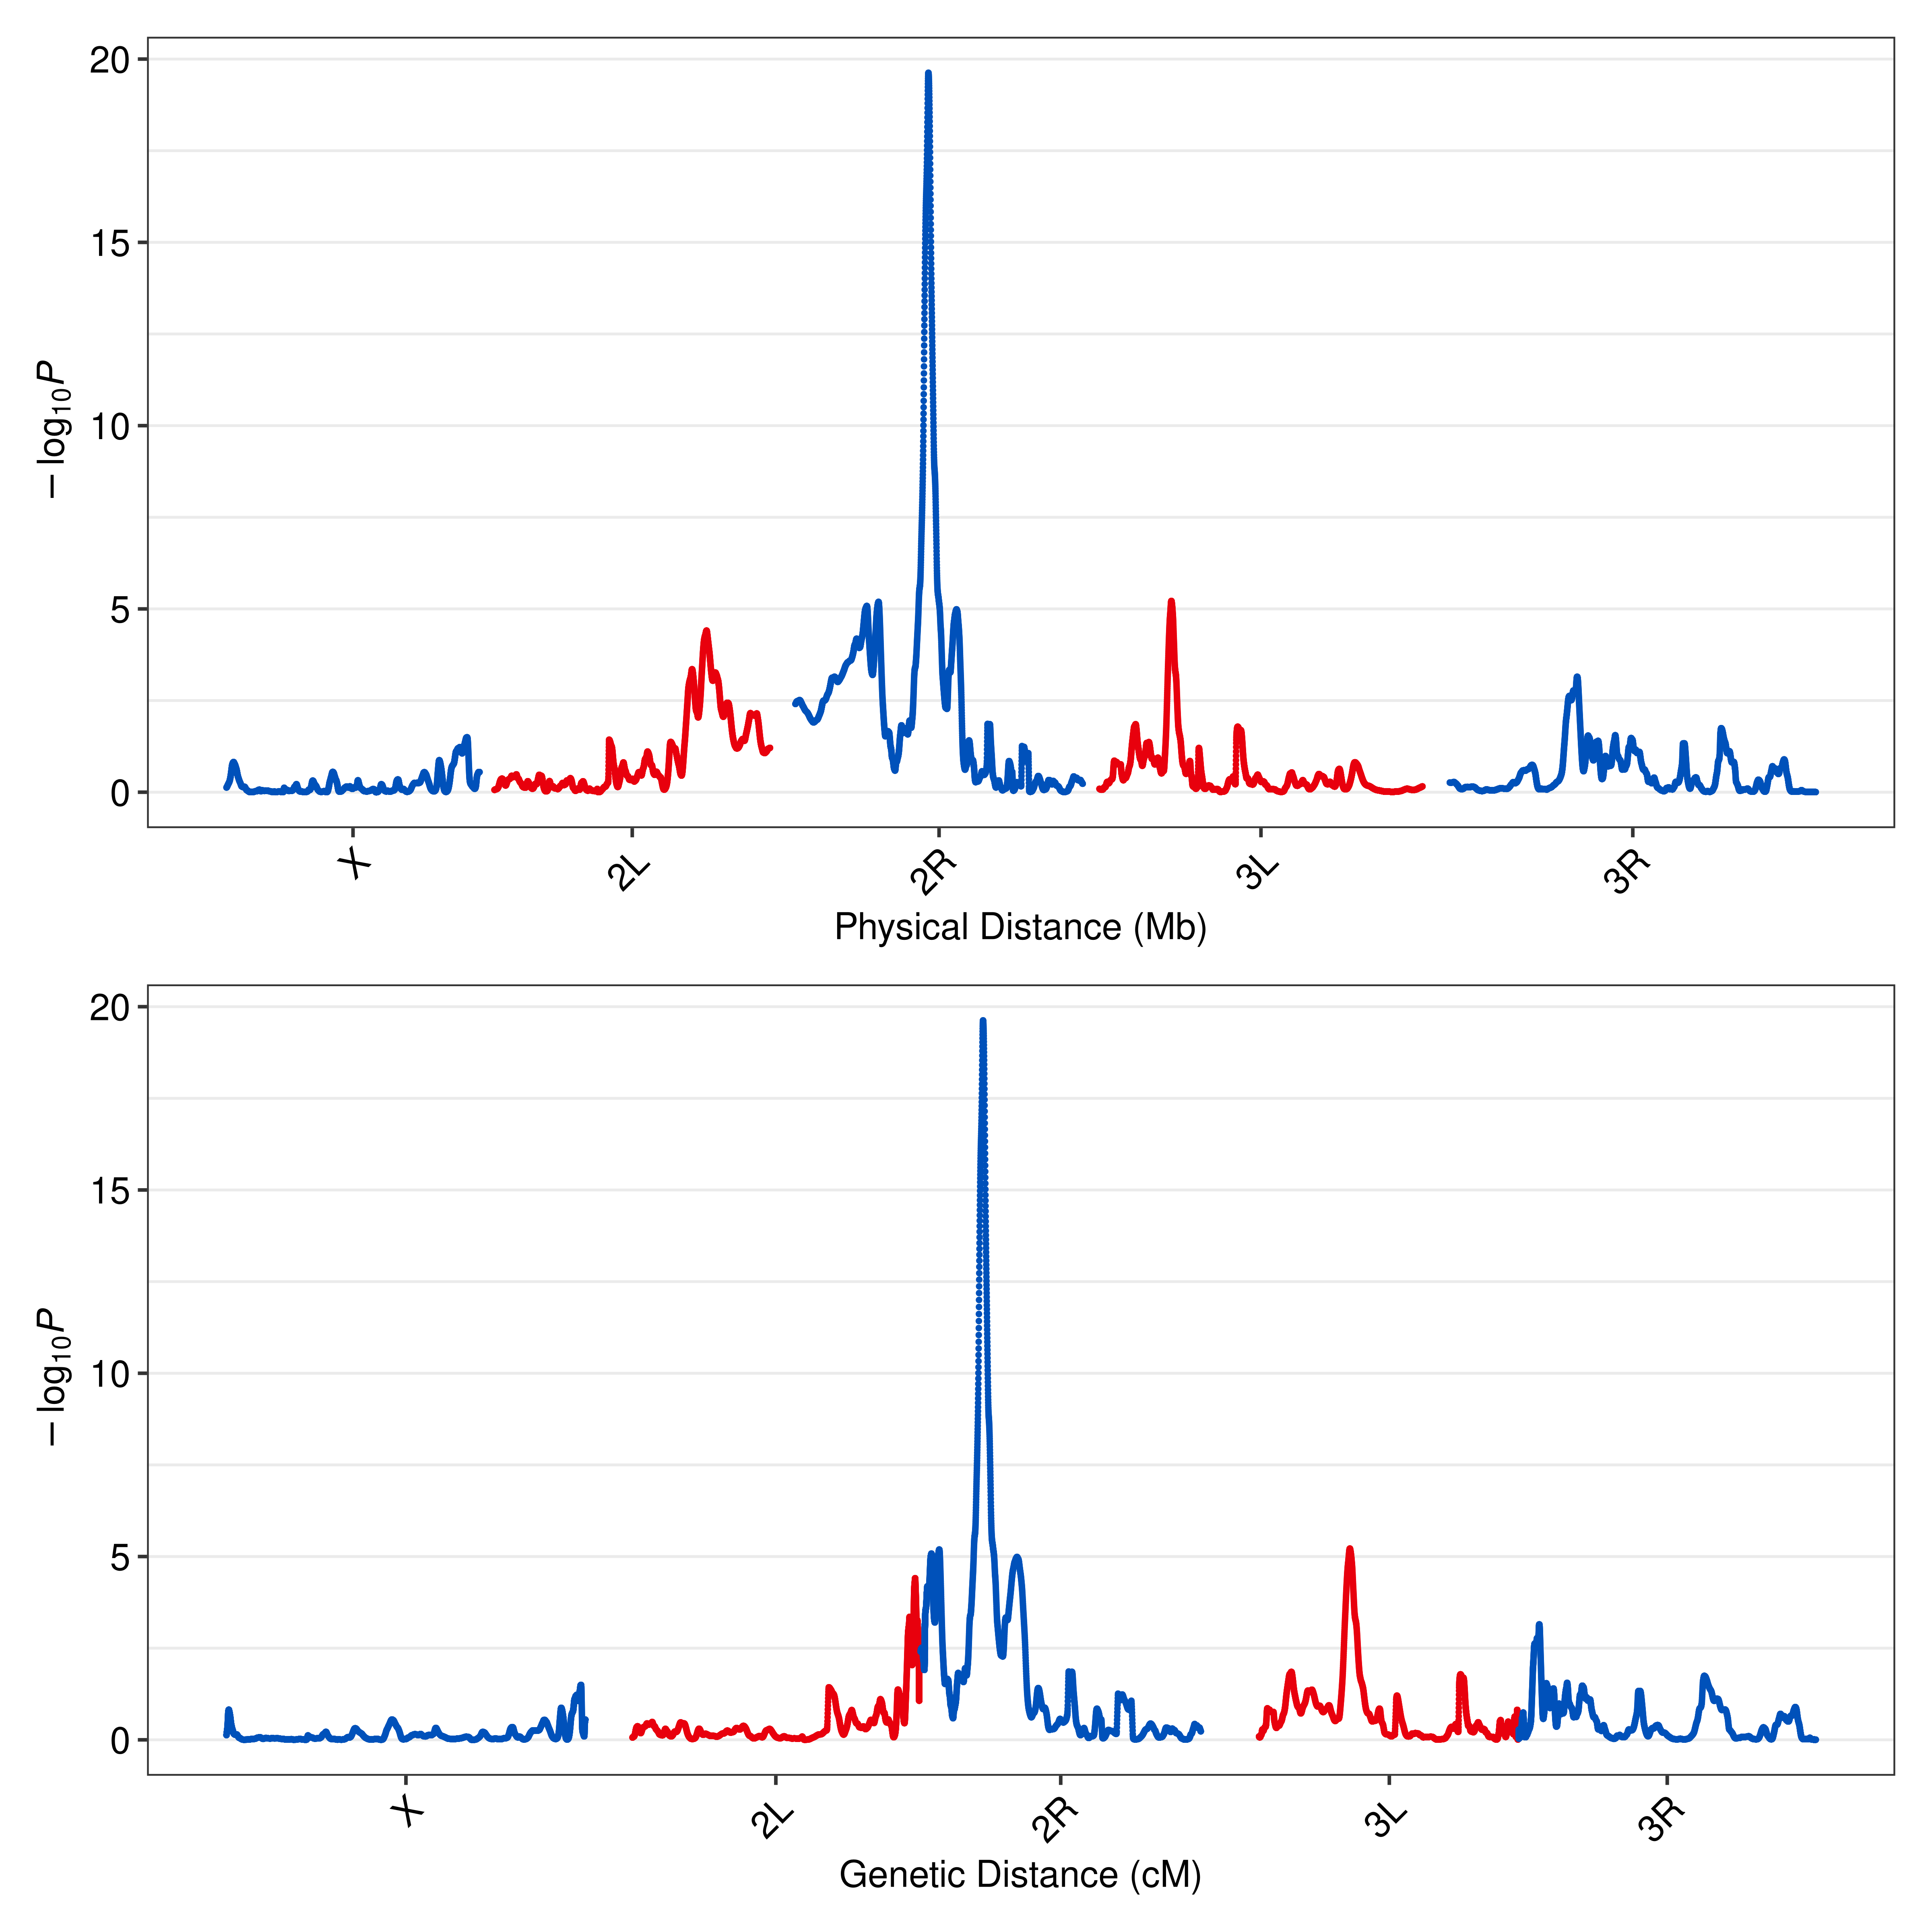 20
15
10
5
0
− log10P
X 2L 2R 3L 3R
Physical Distance (Mb)
20
15
10
5
0
− log10P
X 2L 2R 3L 3R
Genetic Distance (cM)